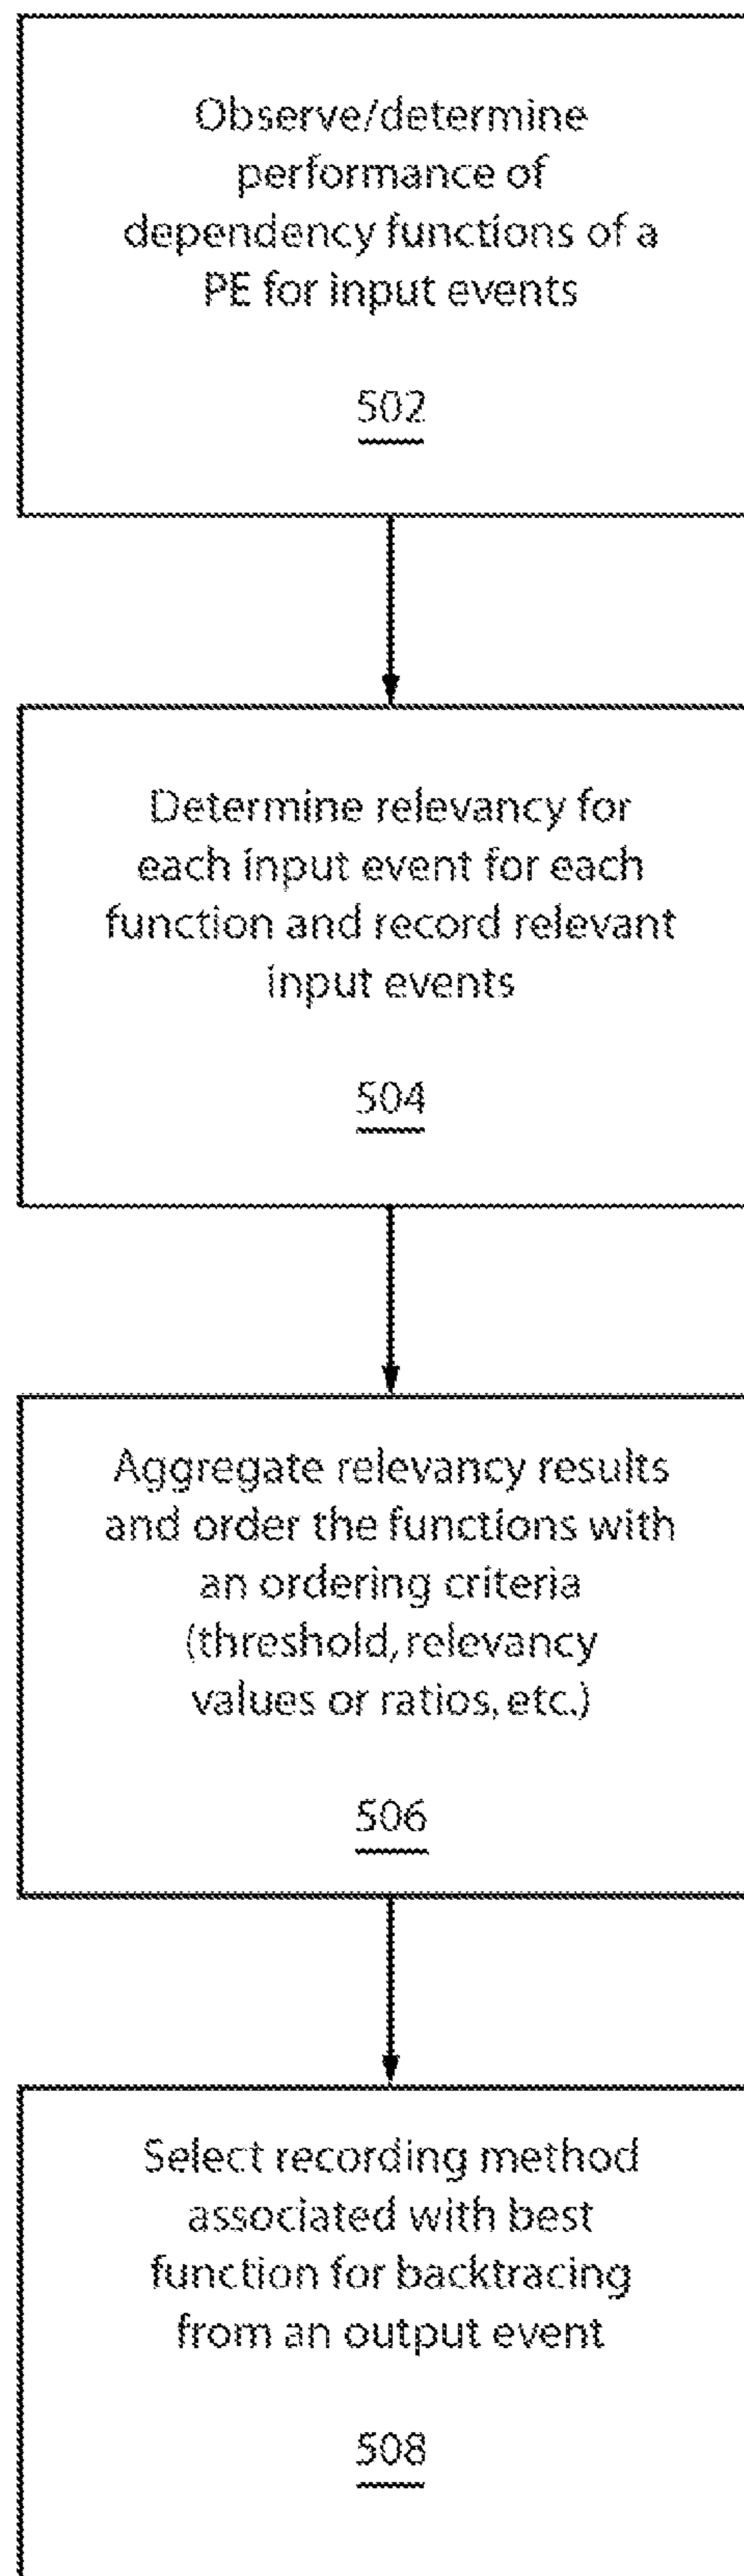 Observe/determine
performance of
dependency functions of a
PE for input events
502
Determine relevancy for
each input event for each
function and record relevant
input events
504
Aggregate relevancy results
and order the functions with
an ordering criteria
(threshold, relevancy
values or ratios, etc.)
506
Select recording method
associated with best
function for backtracing
from an output event
508